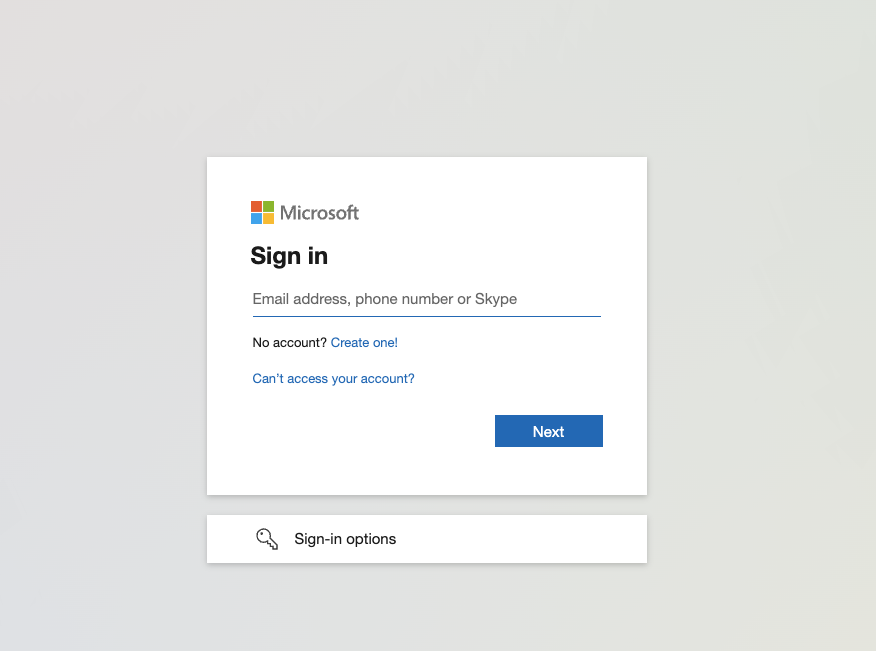 Microsoft
Sign in
Email address, phone number or Skype
No account? Create one!
Can't access your account?
Next
Sign-in options